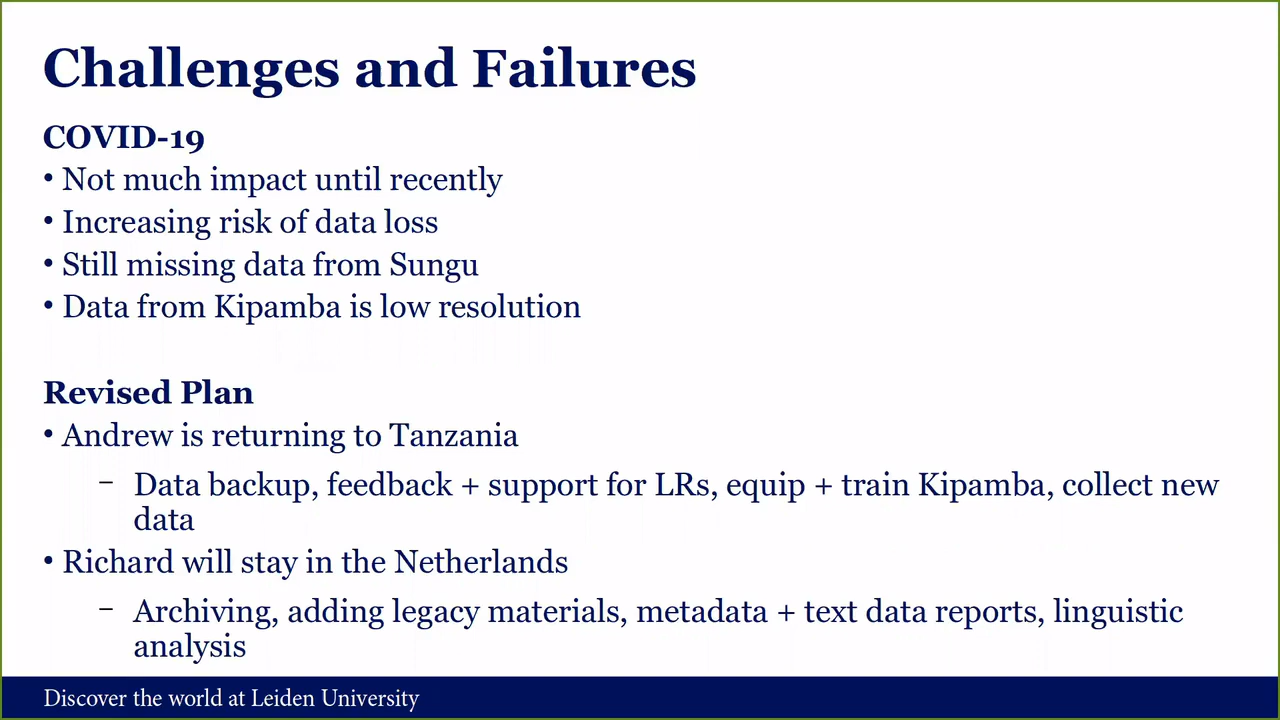 Challenges and Failures
COVID-19
• Not much impact until recently
• Increasing risk of data loss
• Still missing data from Sungu
• Data from Kipamba is low resolution
Revised Plan
• Andrew is returning to Tanzania
– Data backup, feedback + support for LRs, equip + train Kipamba, collect new
data
• Richard will stay in the Netherlands
– Archiving, adding legacy materials, metadata + text data reports, linguistic
analysis
Discover the world at Leiden University